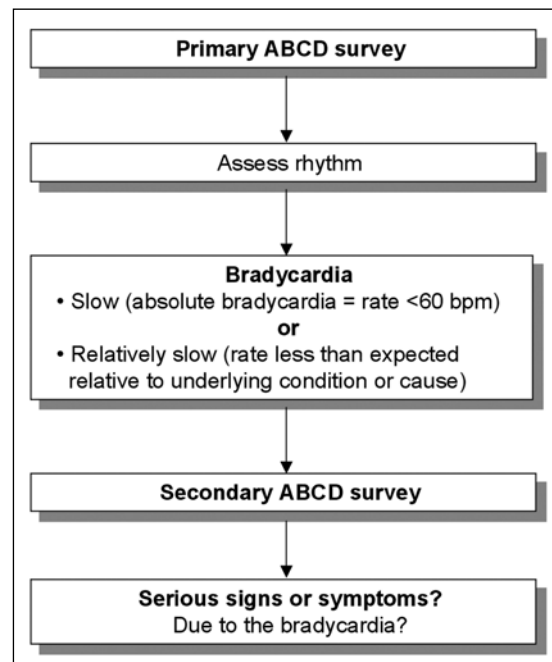 Primary ABCD survey
Assess rhythm
Bradycardia
• Slow (absolute bradycardia = rate <60 bpm)
or
• Relatively slow (rate less than expected
relative to underlying condition or cause)
Secondary ABCD survey
Serious signs or symptoms?
Due to the bradycardia?